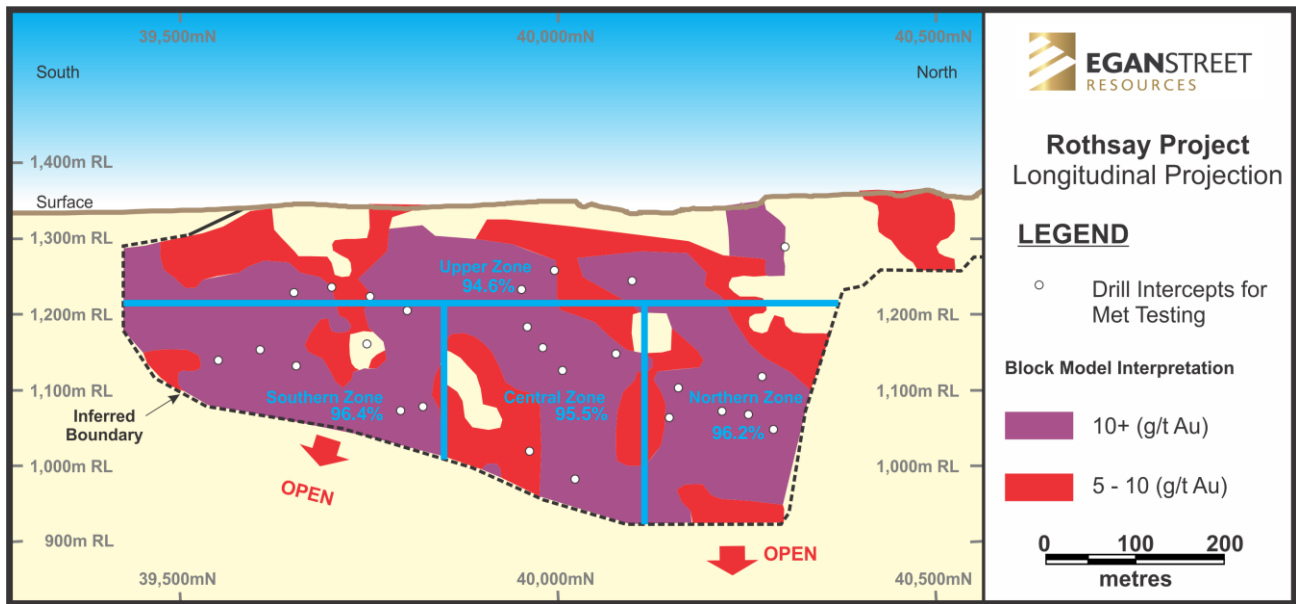 39,500mN 40,000mN 40,500mN
South North
1,400m RL
Surface
1,300m RL 1,300m RL
Upper Zone
94.6%
1,200m RL 1,200m RL
1,100m RL 1,100m RL
Southern Zone Central Zone Northern Zone
96.4% 95.5% 96.2%
Inferred
Boundary
1,000m RL 1,000m RL
OPEN
900m RL
OPEN
39,500mN 40,000mN 40,500mN
EGANSTREET
RESOURCES
Rothsay Project
Longitudinal Projection
LEGEND
Drill Intercepts for
Met Testing
Block Model Interpretation
10+ (g/t Au)
5 - 10 (g/t Au)
0 100 200
metres